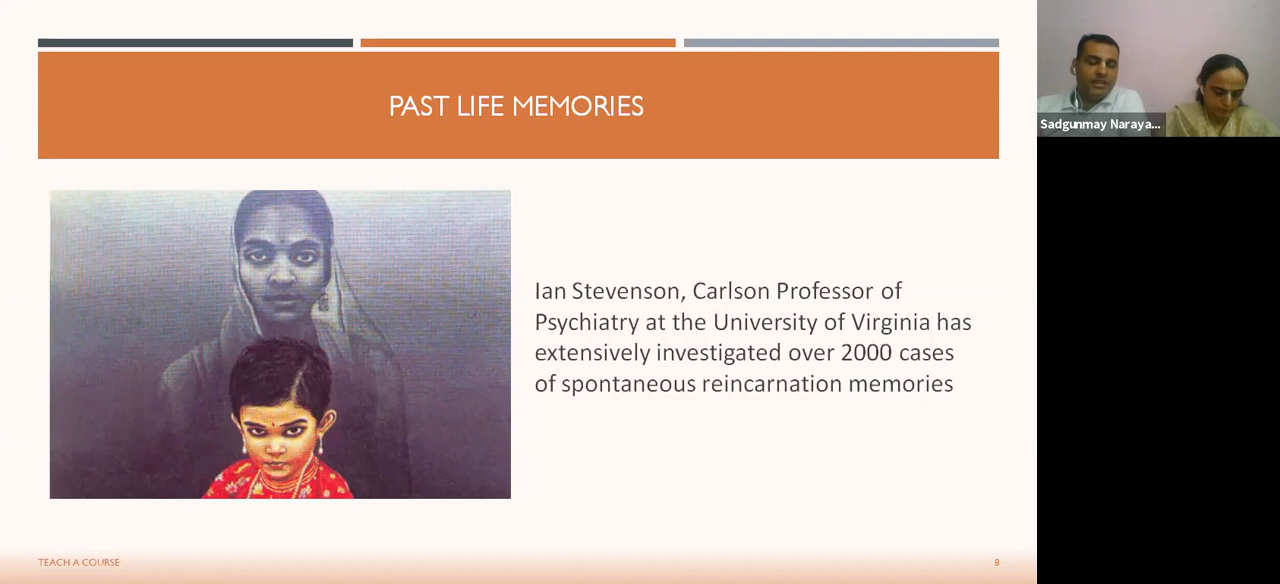 PAST LIFE MEMORIES
Ian Stevenson, Carlson Professor of
Psychiatry at the University of Virginia has
extensively investigated over 2000 cases
of spontaneous reincarnation memories
Sadgunmay Naraya...
TEACH A COURSE
8